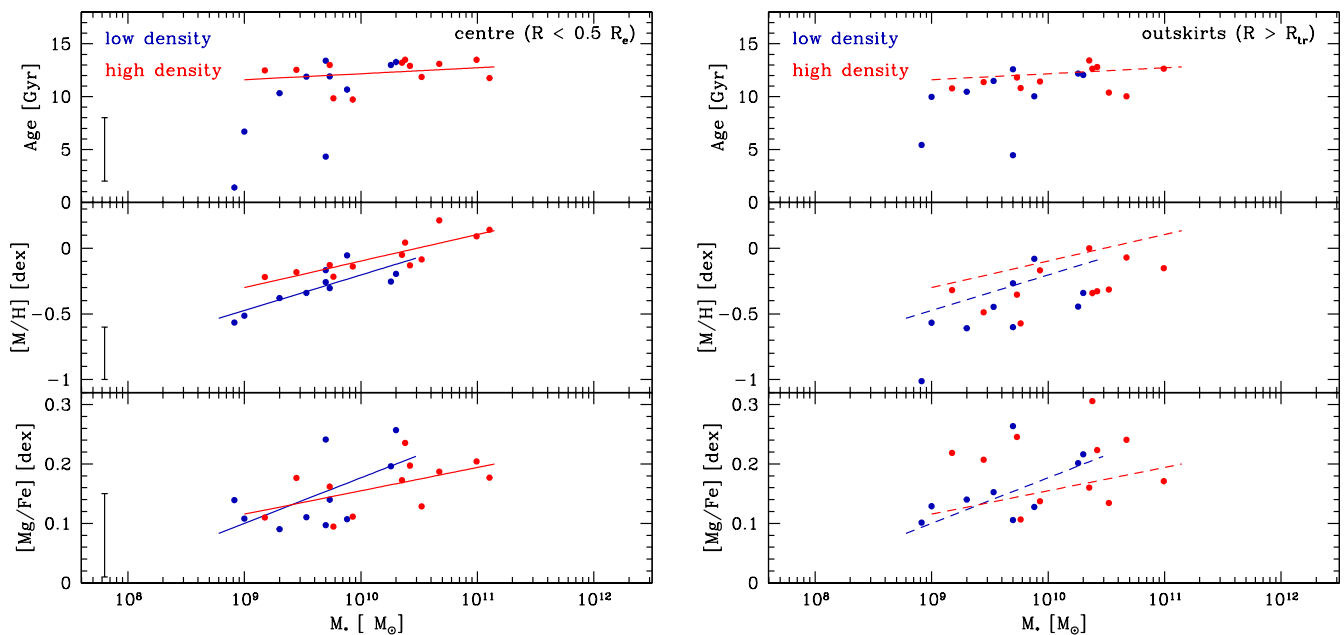 low density
centre (R < 0.5 Rₑ)
high density
Age [Gyr]
15
10
5
0
[M/H] [dex]
0
−0.5
−1
[Mg/Fe] [dex]
0.3
0.2
0.1
0
10⁸ 10⁹ 10¹⁰ 10¹¹ 10¹²
M* [ M☉]
low density
outskirts (R > Rₜᵣ)
high density
Age [Gyr]
15
10
5
0
[M/H] [dex]
0
−0.5
−1
[Mg/Fe] [dex]
0.3
0.2
0.1
0
10⁸ 10⁹ 10¹⁰ 10¹¹ 10¹²
M* [M☉]